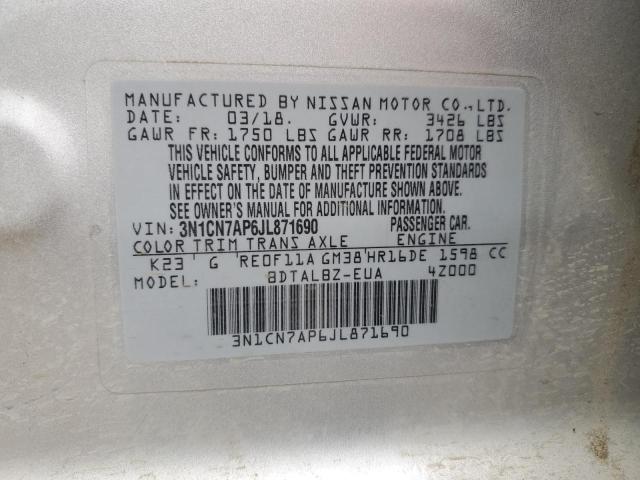 MANUFACTURED BY NISSAN MOTOR CO.,LTD.
DATE: 03/18. GVWR: 3426 LBS
GAWR FR: 1750 LBS GAWR RR: 1708 LBS
THIS VEHICLE CONFORMS TO ALL APPLICABLE FEDERAL MOTOR
VEHICLE SAFETY, BUMPER AND THEFT PREVENTION STANDARDS
IN EFFECT ON THE DATE OF MANUFACTURE SHOWN ABOVE.
SEE OWNER'S MANUAL FOR ADDITIONAL INFORMATION.
VIN: 3N1CN7AP6JL871690 PASSENGER CAR.
COLOR TRIM TRANS AXLE ENGINE
K23 G RE0F11A GM38 HR16DE 1598 CC
MODEL: BDTALBZ-EUA 4Z000
3N1CN7AP6JL871690